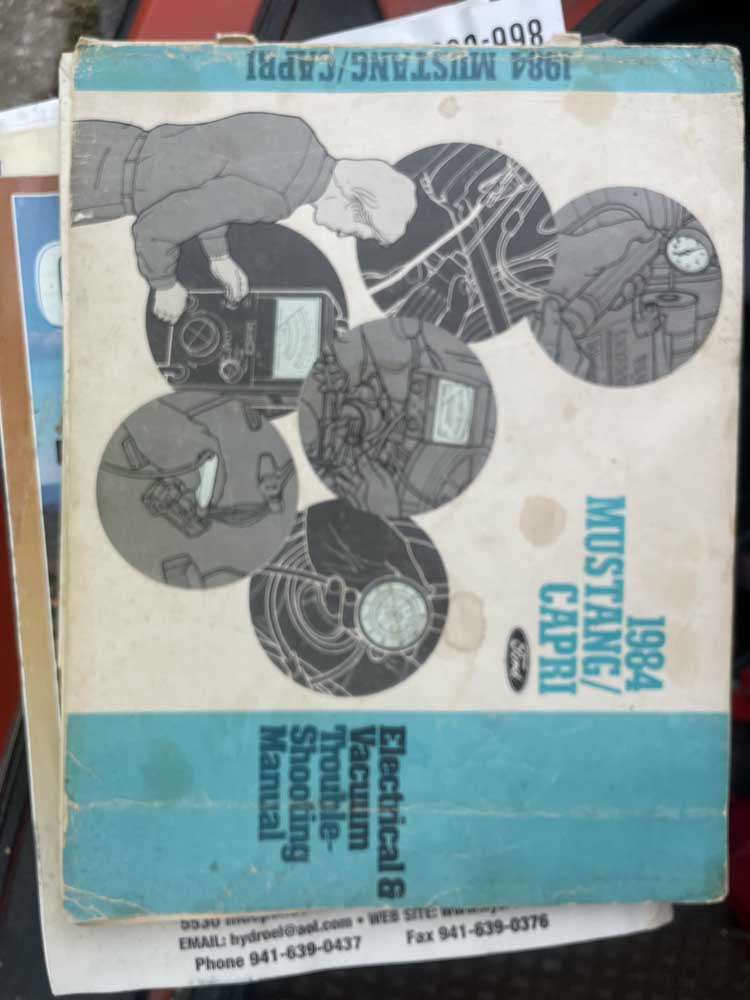 1984 MUSTANG/CAPRI
1984
MUSTANG/
CAPRI
Ford
Electrical &
Vacuum
Trouble-
Shooting
Manual
EMAIL: hydroel@aol.com • WEB SITE:
Phone 941-639-0437 Fax 941-639-0376